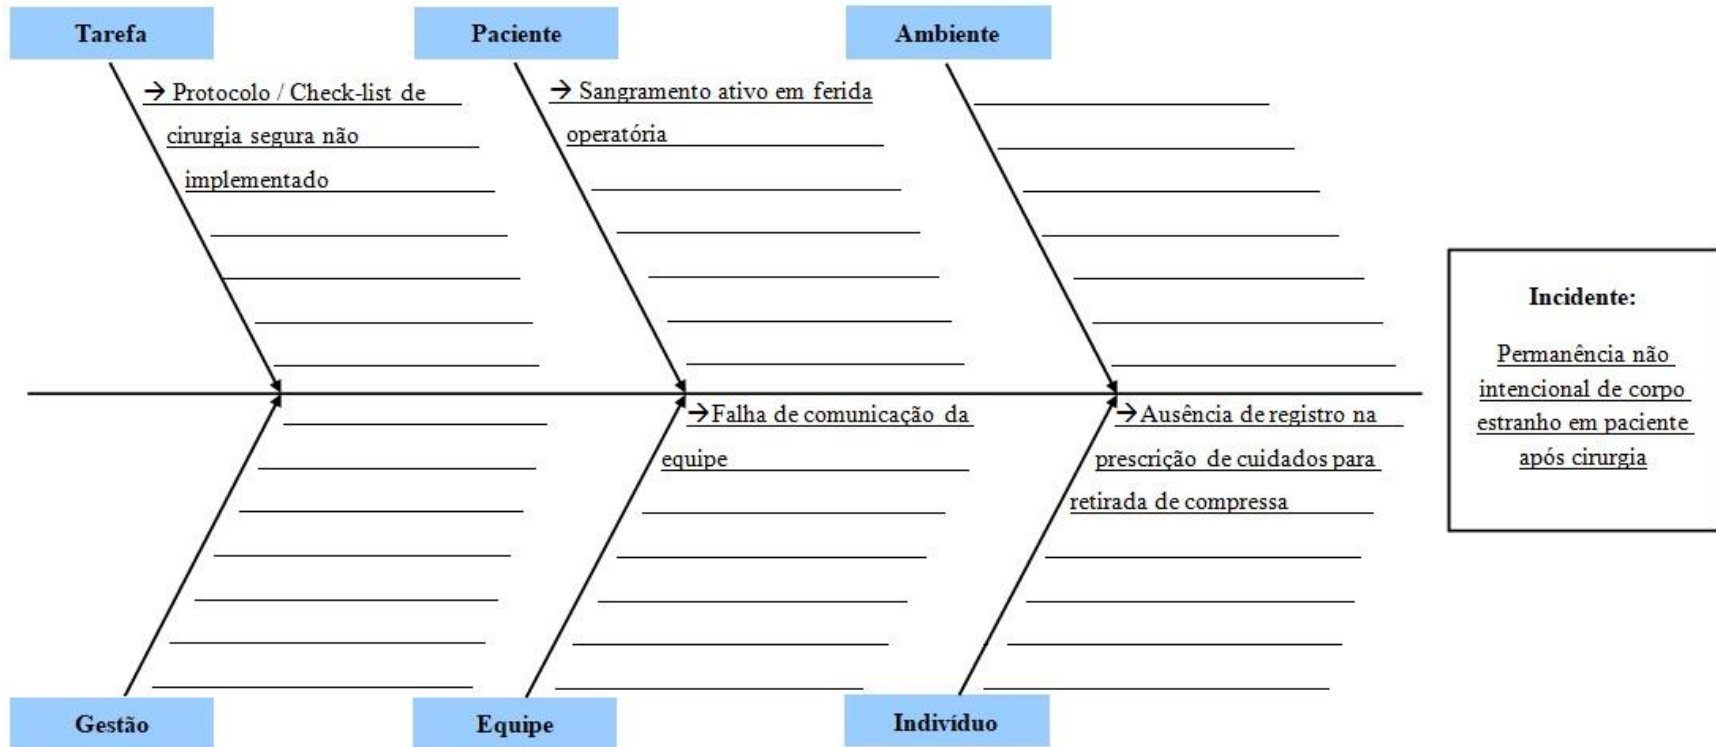 Tarefa
Paciente
Ambiente
→ Protocolo / Check-list de
cirurgia segura não
implementado
→ Sangramento ativo em ferida
operatória
Incidente:
Permanência não
intencional de corpo
estranho em paciente
após cirurgia
→Falha de comunicação da
equipe
→Ausência de registro na
prescrição de cuidados para
retirada de compressa
Gestão
Equipe
Indivíduo